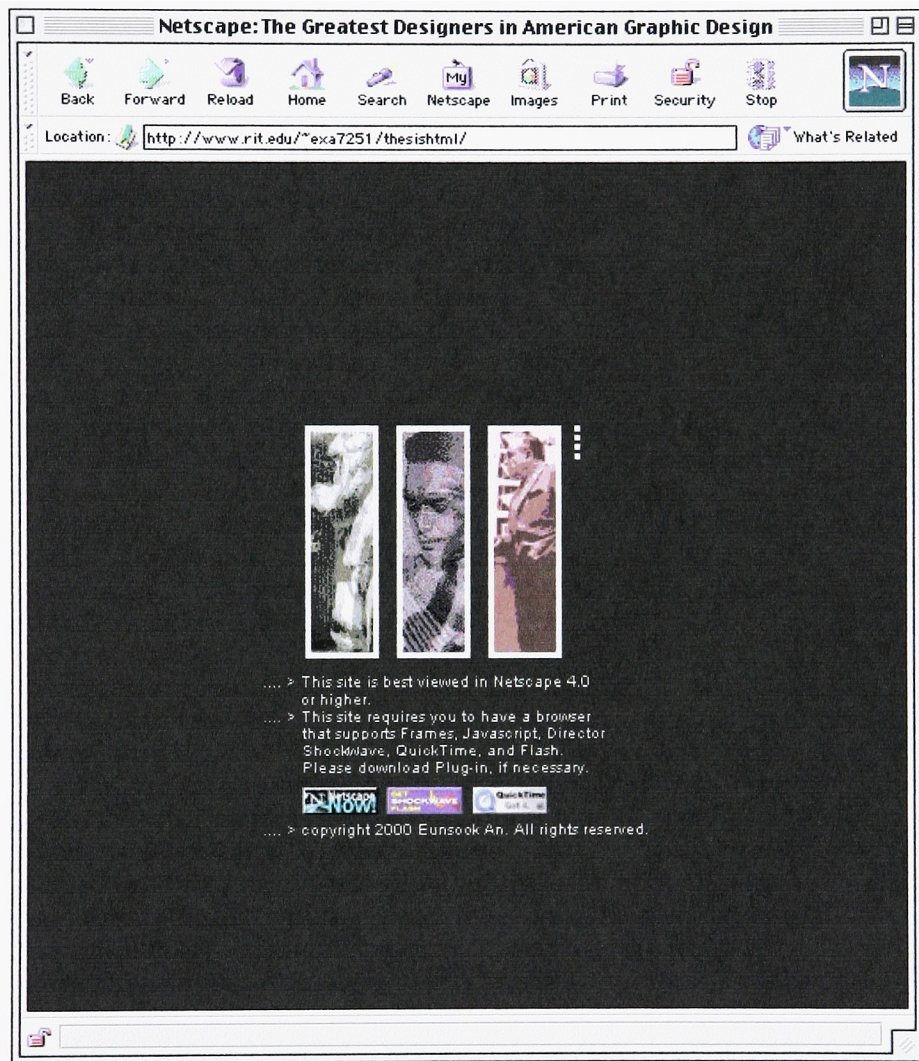 Netscape: The Greatest Designers in American Graphic Design
Back Forward Reload Home Search Netscape Images Print Security Stop
My
N
Location: http://www.rit.edu/~exa7251/thesishtml/ What's Related
.... > This site is best viewed in Netscape 4.0
or higher.
.... > This site requires you to have a browser
that supports Frames, Javascript, Director
Shockwave, QuickTime, and Flash.
Please download Plug-in, if necessary.
N Netscape NOW! GET SHOCKWAVE FLASH QuickTime Get 4.
.... > copyright 2000 Eunsook An. All rights reserved.